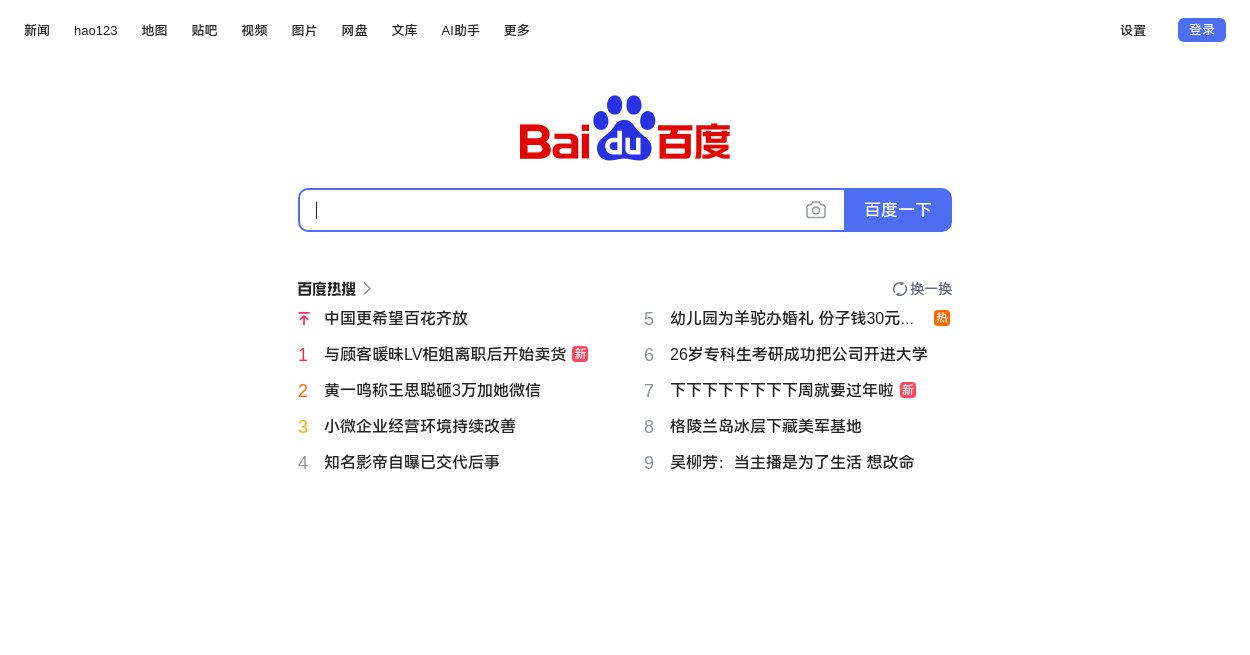 新闻 hao123 地图 贴吧 视频 图片 网盘 文库 AI助手 更多 设置 登录
Bai du 百度
百度一下
百度热搜 换一换
中国更希望百花齐放
1 与顾客暖昧LV柜姐离职后开始卖货 新
2 黄一鸣称王思聪砸3万加她微信
3 小微企业经营环境持续改善
4 知名影帝自曝已交代后事
5 幼儿园为羊驼办婚礼 份子钱30元... 热
6 26岁专科生考研成功把公司开进大学
7 下下下下下下下下周就要过年啦 新
8 格陵兰岛冰层下藏美军基地
9 吴柳芳：当主播是为了生活 想改命